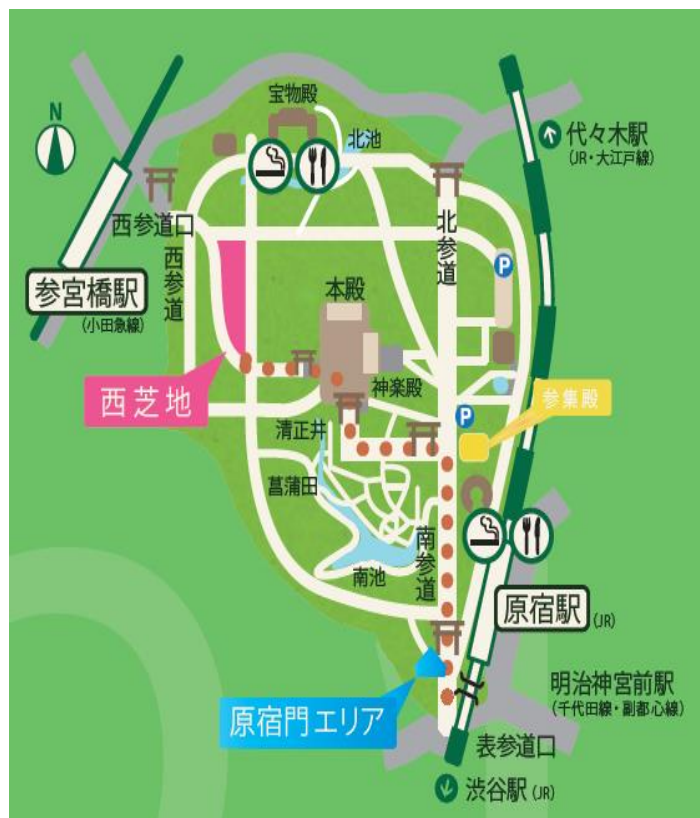 宝物殿
北池
N
代々木駅
(JR・大江戸線)
西参道口
西参道
北参道
P
参宮橋駅
(小田急線)
本殿
西芝地
神楽殿
参集殿
P
清正井
菖蒲田
南参道
南池
原宿駅(JR)
原宿門エリア
明治神宮前駅
(千代田線・副都心線)
表参道口
渋谷駅(JR)